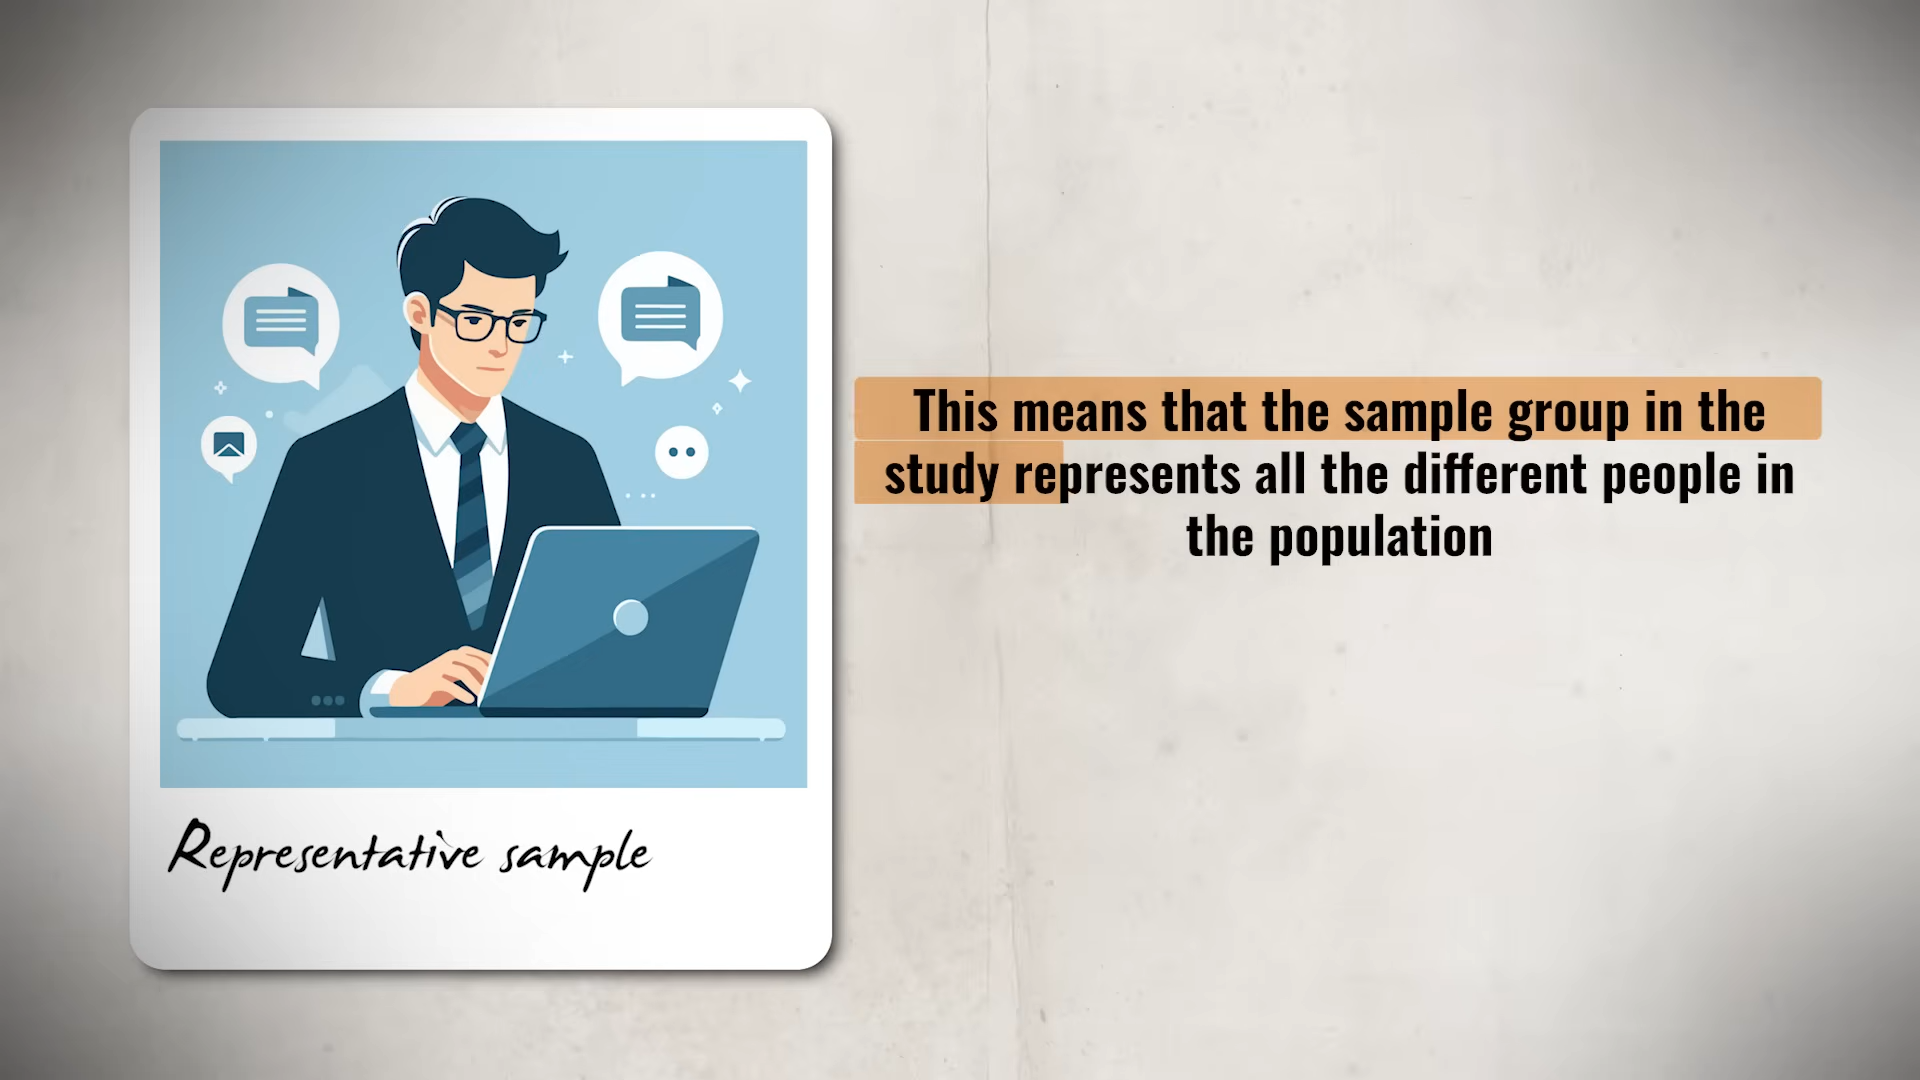 This means that the sample group in the
study represents all the different people in
the population
Representative sample